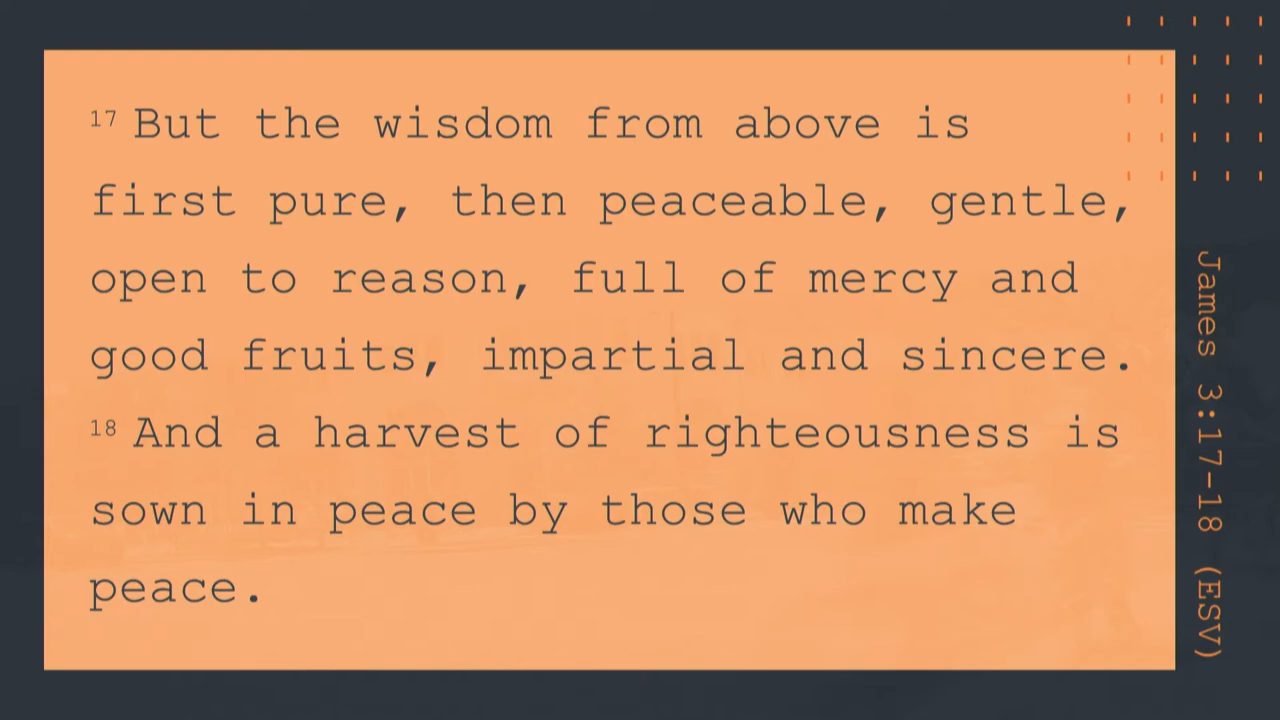 17 But the wisdom from above is
first pure, then peaceable, gentle,
open to reason, full of mercy and
good fruits, impartial and sincere.
18 And a harvest of righteousness is
sown in peace by those who make
peace.
James 3:17-18 (ESV)